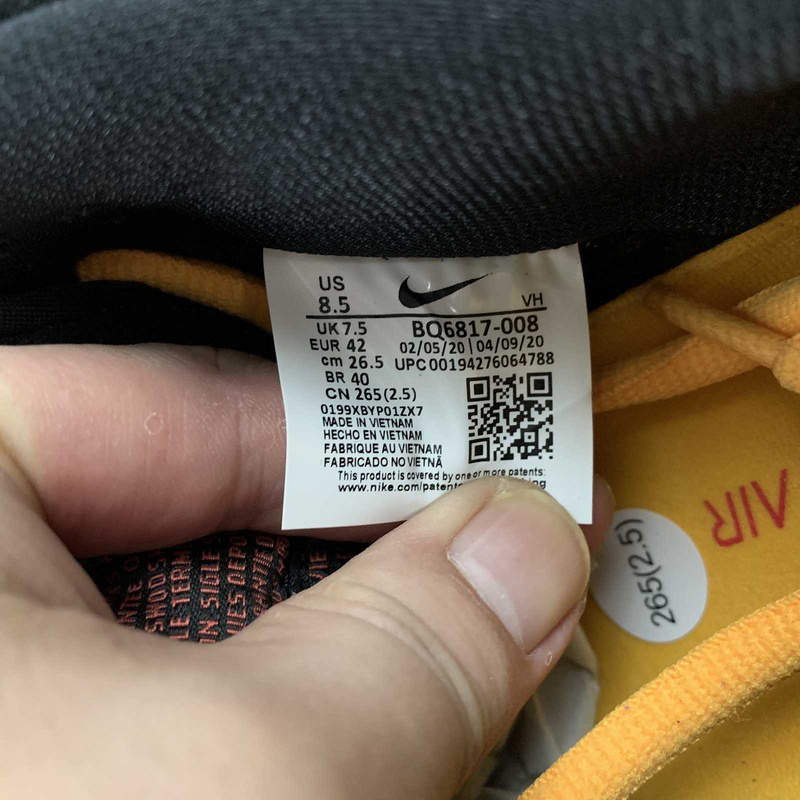 US
8.5
VH
UK 7.5
BQ6817-008
EUR 42
02/05/20 | 04/09/20
cm 26.5
UPC 00194276064788
BR 40
CN 265(2.5)
0199XBYP01ZX7
MADE IN VIETNAM
HECHO EN VIETNAM
FABRIQUE AU VIETNAM
FABRICADO NO VIETNÃ
This product is covered by one or more patents:
www.nike.com/patents
AIR
265(2.5)